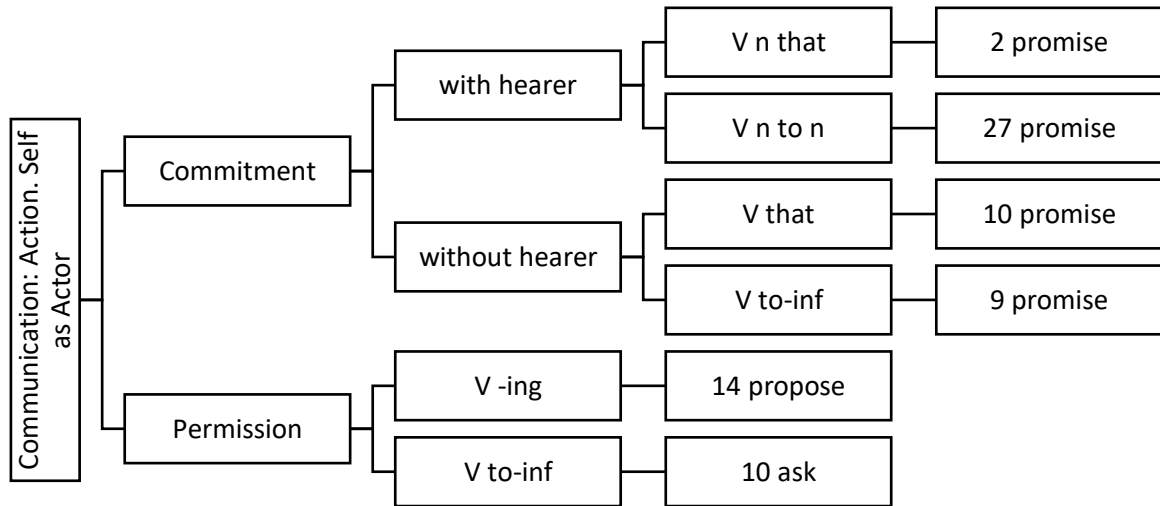 Communication: Action. Self
as Actor
Commitment
with hearer
V n that
2 promise
V n to n
27 promise
without hearer
V that
10 promise
V to-inf
9 promise
Permission
V -ing
14 propose
V to-inf
10 ask